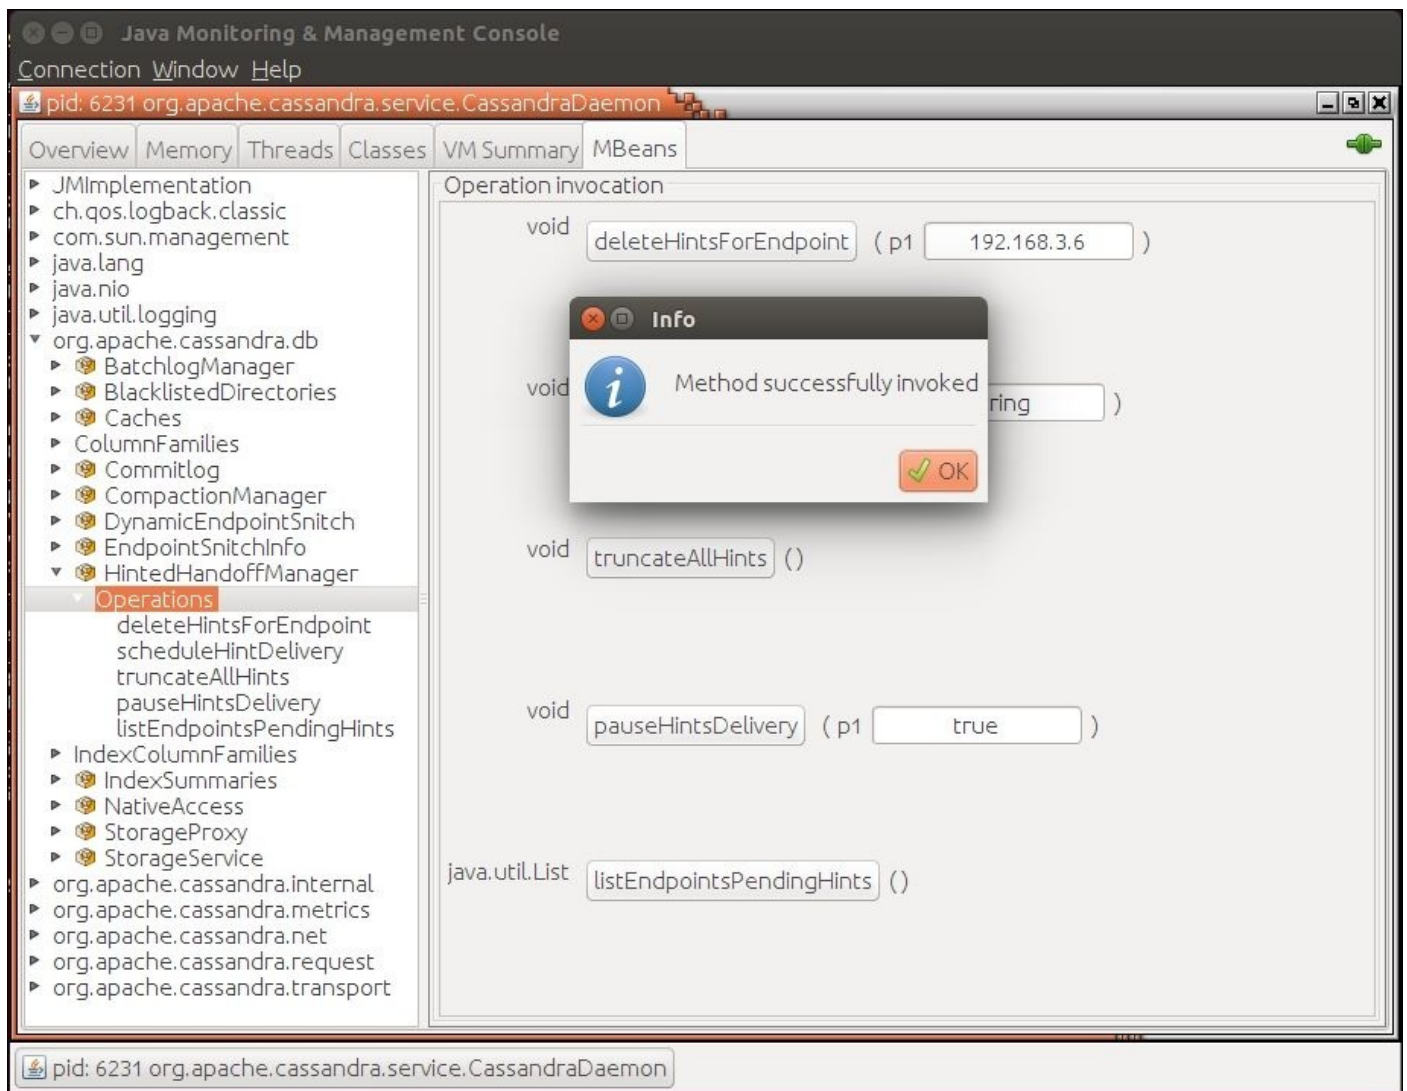 Java Monitoring & Management Console
Connection Window Help
pid: 6231 org.apache.cassandra.service.CassandraDaemon
Overview Memory Threads Classes VM Summary MBeans
JMImplementation
ch.qos.logback.classic
com.sun.management
java.lang
java.nio
java.util.logging
org.apache.cassandra.db
BatchlogManager
BlacklistedDirectories
Caches
ColumnFamilies
Commitlog
CompactionManager
DynamicEndpointSnitch
EndpointSnitchInfo
HintedHandoffManager
Operations
deleteHintsForEndpoint
scheduleHintDelivery
truncateAllHints
pauseHintsDelivery
listEndpointsPendingHints
IndexColumnFamilies
IndexSummaries
NativeAccess
StorageProxy
StorageService
org.apache.cassandra.internal
org.apache.cassandra.metrics
org.apache.cassandra.net
org.apache.cassandra.request
org.apache.cassandra.transport
Operation invocation
void deleteHintsForEndpoint ( p1 192.168.3.6 )
Info
Method successfully invoked
OK
void ring )
void truncateAllHints ()
void pauseHintsDelivery ( p1 true )
java.util.List listEndpointsPendingHints ()
pid: 6231 org.apache.cassandra.service.CassandraDaemon